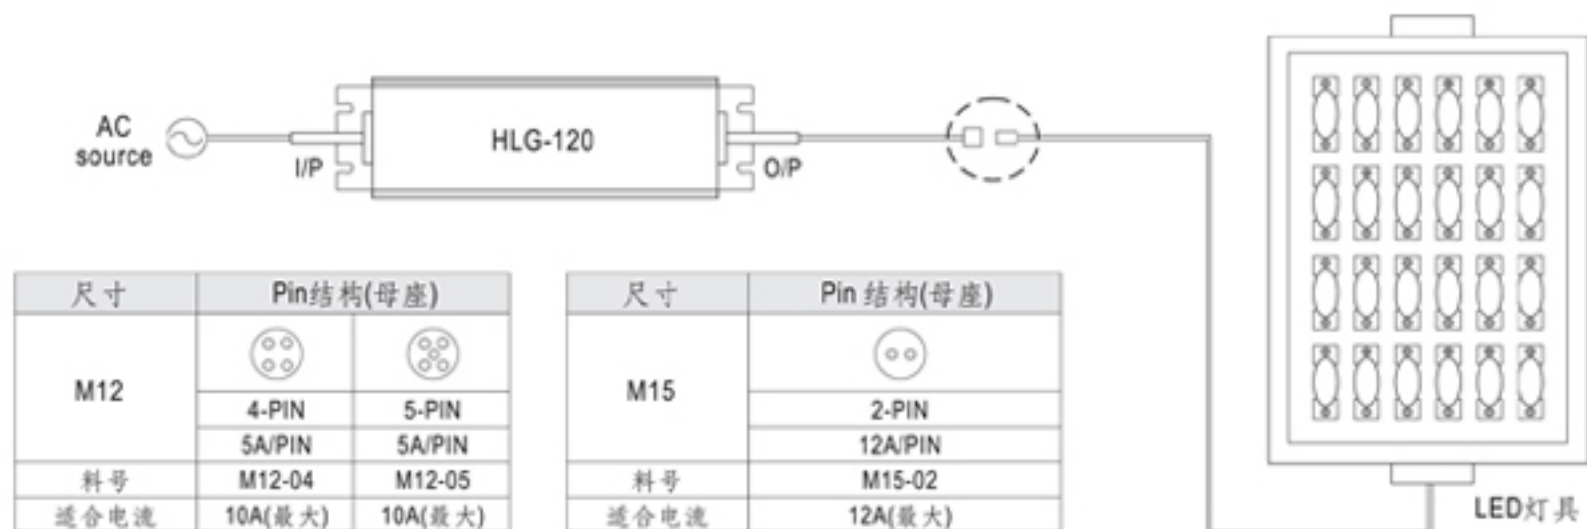 AC
source
I/P
HLG-120
O/P
尺寸 Pin结构(母座)
M12
4-PIN 5-PIN
5A/PIN 5A/PIN
料号 M12-04 M12-05
适合电流 10A(最大) 10A(最大)
尺寸 Pin 结构(母座)
M15
2-PIN
12A/PIN
料号 M15-02
适合电流 12A(最大)
LED灯具